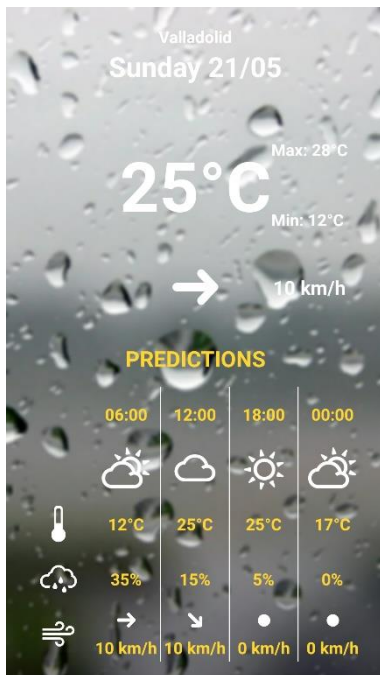 Valladolid
Sunday 21/05
Max: 28°C
25°C
Min: 12°C
10 km/h
PREDICTIONS
06:00 12:00 18:00 00:00
12°C 25°C 25°C 17°C
35% 15% 5% 0%
10 km/h 10 km/h 0 km/h 0 km/h